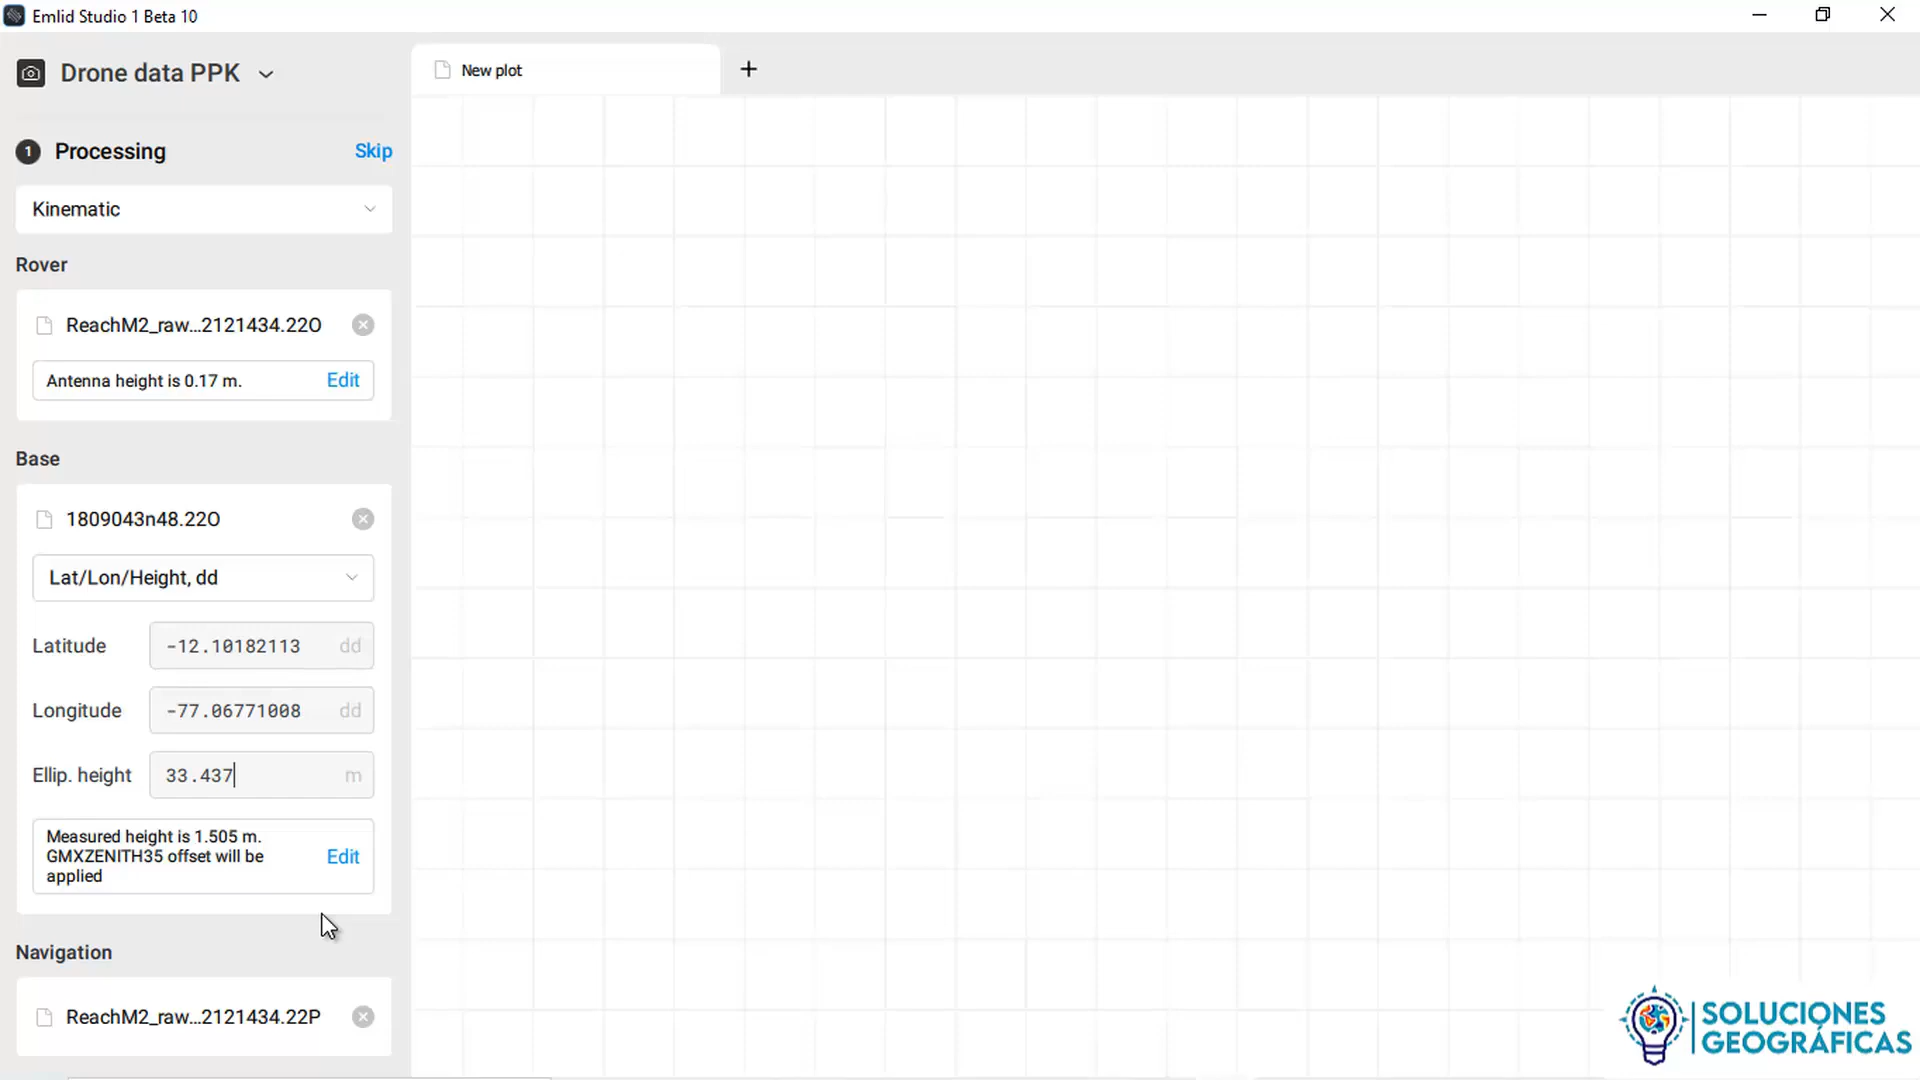 Emlid Studio 1 Beta 10
Drone data PPK
New plot
1 Processing
Skip
Kinematic
Rover
ReachM2_raw...2121434.22O
Antenna height is 0.17 m.
Edit
Base
1809043n48.22O
Lat/Lon/Height, dd
Latitude
-12.10182113 dd
Longitude
-77.06771008 dd
Ellip. height
33.437 m
Measured height is 1.505 m.
GMXZENITH35 offset will be
applied
Edit
Navigation
ReachM2_raw...2121434.22P
SOLUCIONES
GEOGRÁFICAS